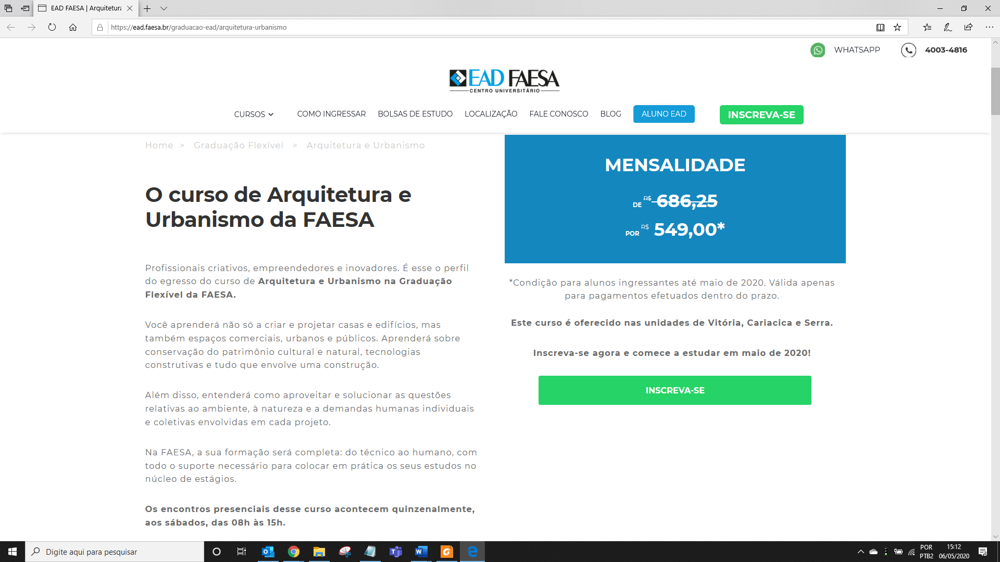 EAD FAESA | Arquitetura
https://ead.faesa.br/graduacao-ead/arquitetura-urbanismo
WHATSAPP
4003-4816
EAD FAESA
CENTRO UNIVERSITÁRIO
CURSOS
COMO INGRESSAR
BOLSAS DE ESTUDO
LOCALIZAÇÃO
FALE CONOSCO
BLOG
ALUNO EAD
INSCREVA-SE
Home > Graduação Flexível > Arquitetura e Urbanismo
O curso de Arquitetura e
Urbanismo da FAESA
Profissionais criativos, empreendedores e inovadores. É esse o perfil
do egresso do curso de Arquitetura e Urbanismo na Graduação
Flexível da FAESA.
Você aprenderá não só a criar e projetar casas e edifícios, mas
também espaços comerciais, urbanos e públicos. Aprenderá sobre
conservação do patrimônio cultural e natural, tecnologias
construtivas e tudo que envolve uma construção.
Além disso, entenderá como aproveitar e solucionar as questões
relativas ao ambiente, à natureza e a demandas humanas individuais
e coletivas envolvidas em cada projeto.
Na FAESA, a sua formação será completa: do técnico ao humano, com
todo o suporte necessário para colocar em prática os seus estudos no
núcleo de estágios.
Os encontros presenciais desse curso acontecem quinzenalmente,
aos sábados, das 08h às 15h.
MENSALIDADE
DE R$ 686,25
POR R$ 549,00*
*Condição para alunos ingressantes até maio de 2020. Válida apenas
para pagamentos efetuados dentro do prazo.
Este curso é oferecido nas unidades de Vitória, Cariacica e Serra.
Inscreva-se agora e comece a estudar em maio de 2020!
INSCREVA-SE
Digite aqui para pesquisar
POR
PTB2
15:12
06/05/2020